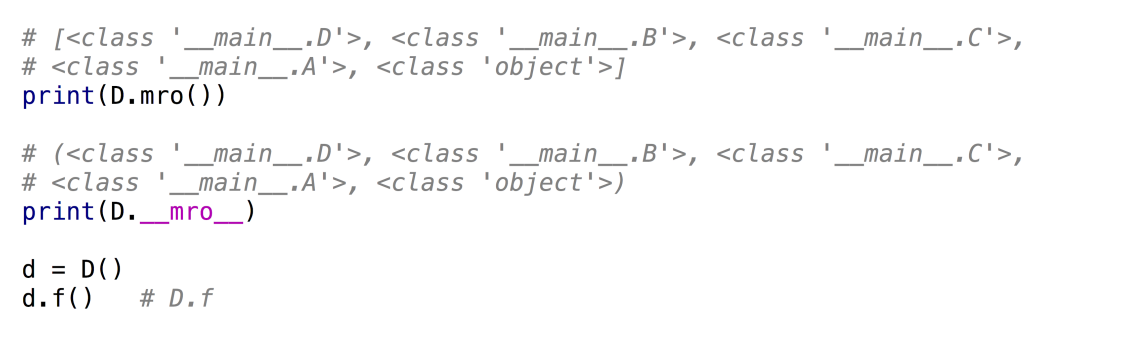 # [<class '__main__.D'>, <class '__main__.B'>, <class '__main__.C'>,
# <class '__main__.A'>, <class 'object'>]
print(D.mro())
# (<class '__main__.D'>, <class '__main__.B'>, <class '__main__.C'>,
# <class '__main__.A'>, <class 'object'>)
print(D.__mro__)
d = D()
d.f()   # D.f